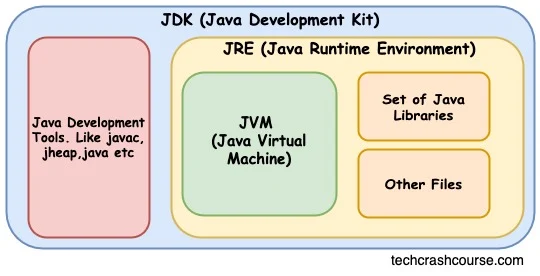 JDK (Java Development Kit)
JRE (Java Runtime Environment)
Java Development
Tools. Like javac,
jheap,java etc
JVM
(Java Virtual
Machine)
Set of Java
Libraries
Other Files
techcrashcourse.com